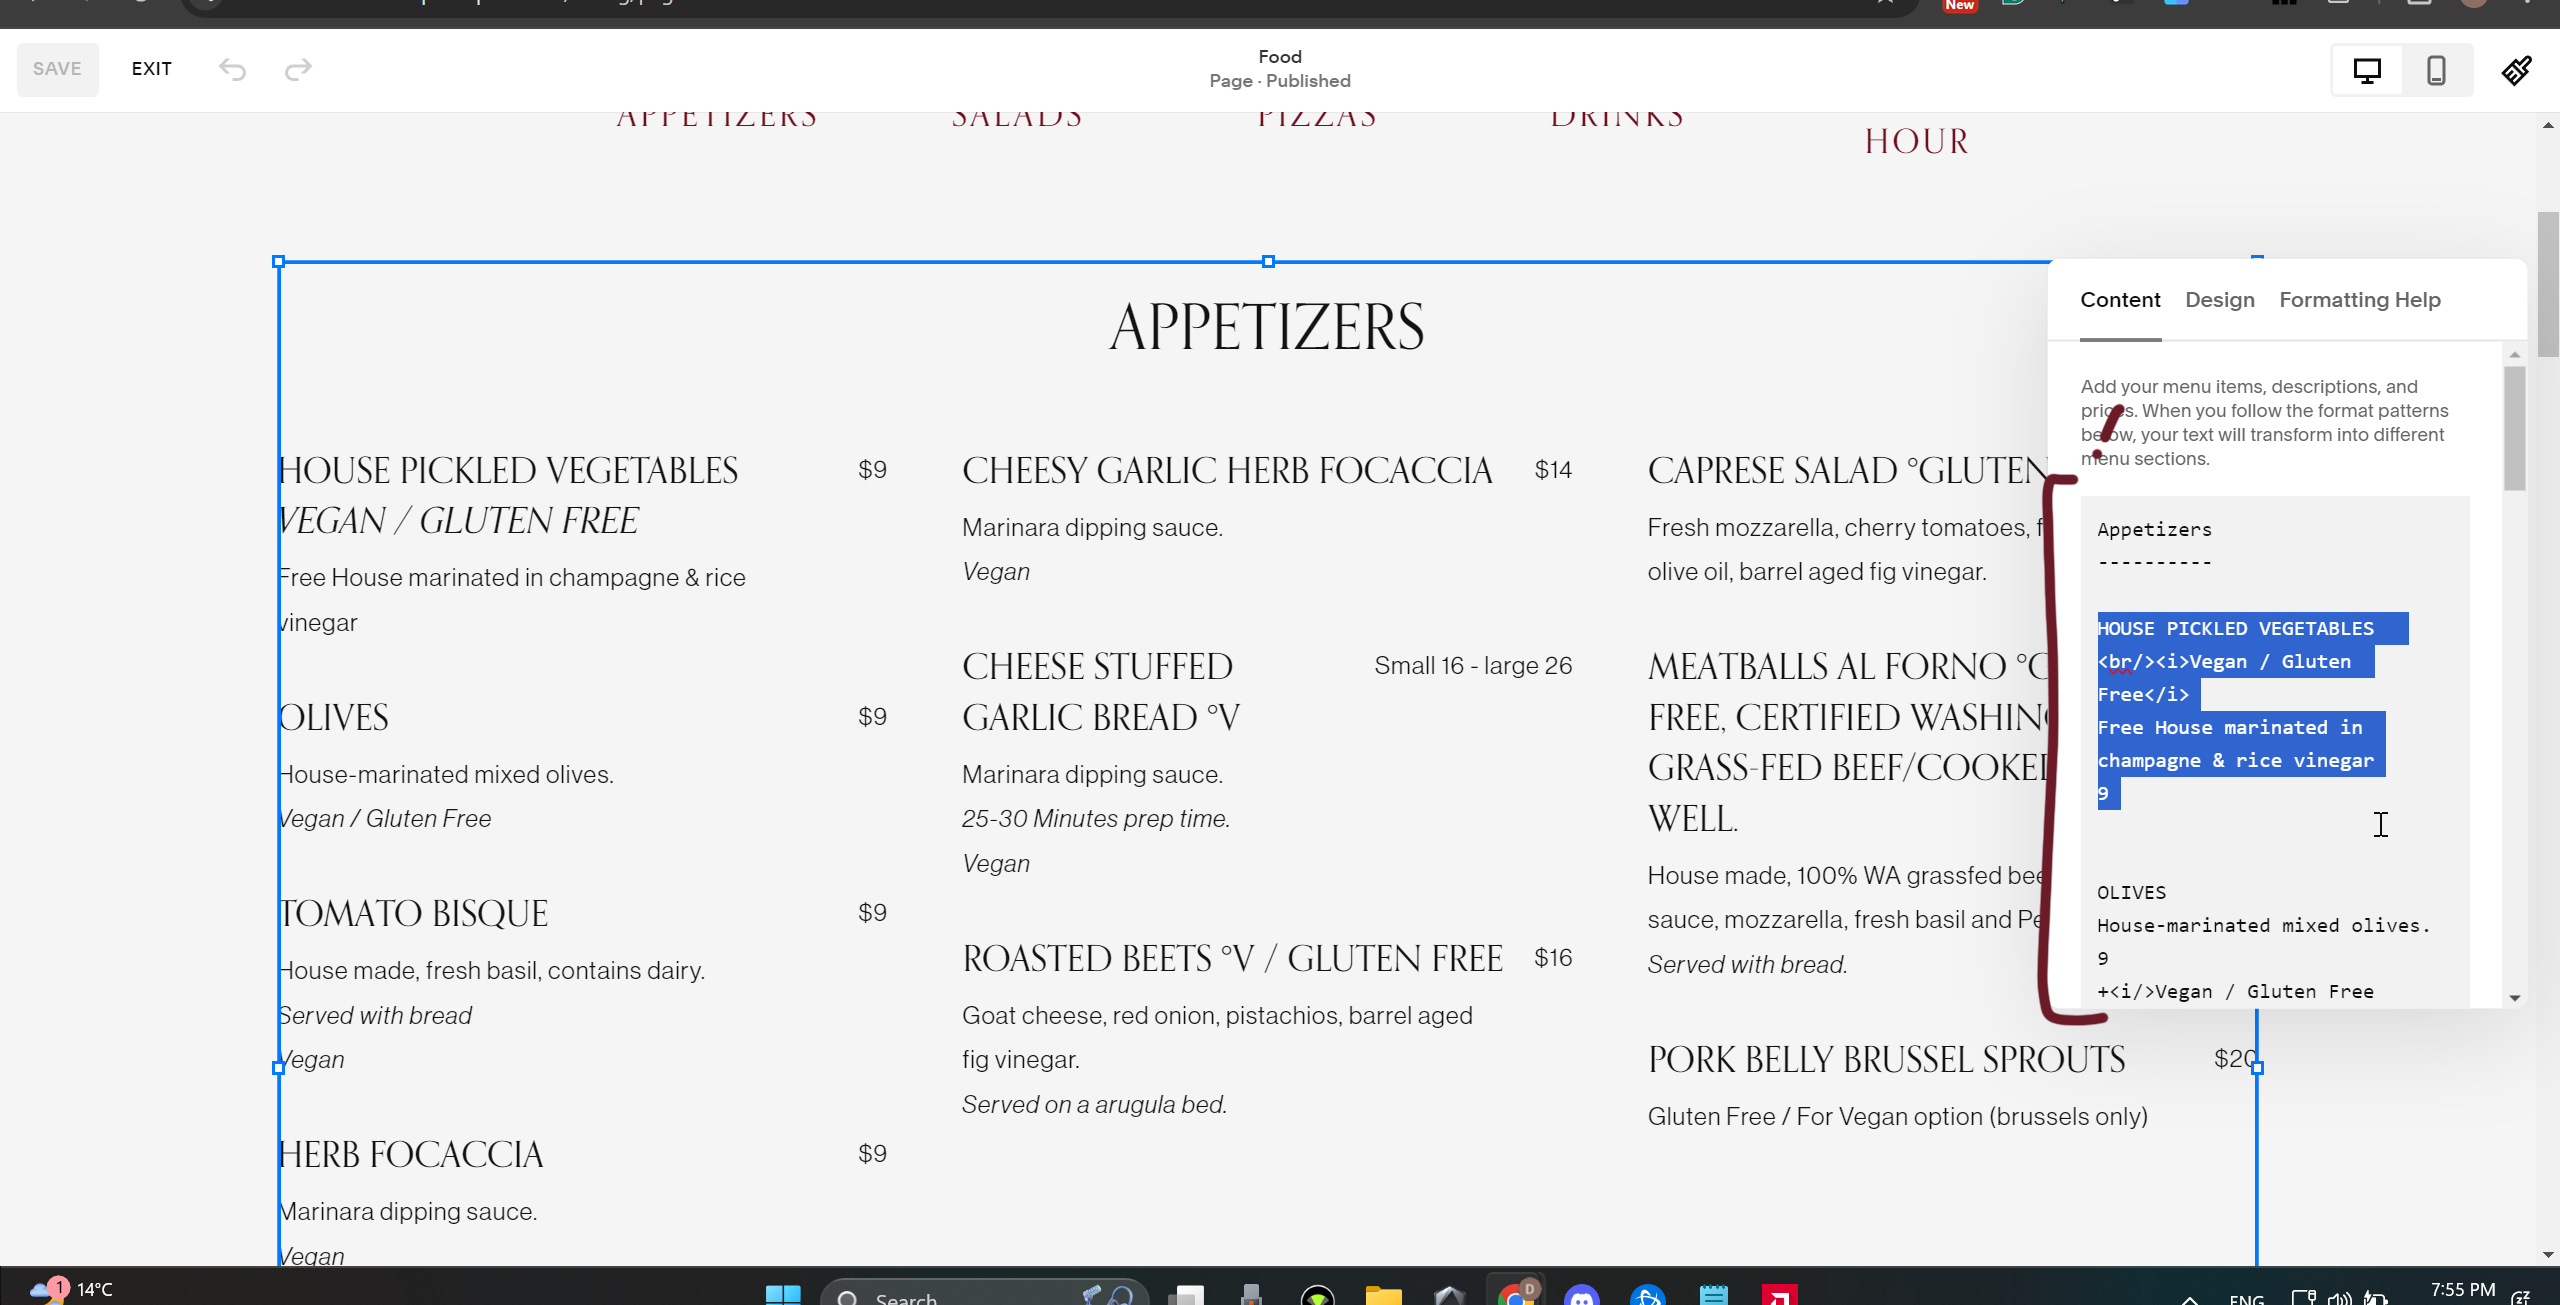 New
SAVE
EXIT
Food
Page · Published
APPETIZERS
SALADS
PIZZAS
DRINKS
HOUR
APPETIZERS
HOUSE PICKLED VEGETABLES
$9
VEGAN / GLUTEN FREE
Free House marinated in champagne & rice
vinegar
OLIVES
$9
House-marinated mixed olives.
Vegan / Gluten Free
TOMATO BISQUE
$9
House made, fresh basil, contains dairy.
Served with bread
Vegan
HERB FOCACCIA
$9
Marinara dipping sauce.
Vegan
CHEESY GARLIC HERB FOCACCIA
$14
Marinara dipping sauce.
Vegan
CHEESE STUFFED
Small 16 - large 26
GARLIC BREAD °V
Marinara dipping sauce.
25-30 Minutes prep time.
Vegan
ROASTED BEETS °V / GLUTEN FREE
$16
Goat cheese, red onion, pistachios, barrel aged
fig vinegar.
Served on a arugula bed.
CAPRESE SALAD °GLUTEN
Fresh mozzarella, cherry tomatoes, f
olive oil, barrel aged fig vinegar.
MEATBALLS AL FORNO °G
FREE, CERTIFIED WASHING
GRASS-FED BEEF/COOKED
WELL.
House made, 100% WA grassfed bee
sauce, mozzarella, fresh basil and Pe
Served with bread.
PORK BELLY BRUSSEL SPROUTS
$20
Gluten Free / For Vegan option (brussels only)
Content
Design
Formatting Help
Add your menu items, descriptions, and
prices. When you follow the format patterns
below, your text will transform into different
menu sections.
Appetizers
----------
HOUSE PICKLED VEGETABLES
<br/><i>Vegan / Gluten
Free</i>
Free House marinated in
champagne & rice vinegar
9
OLIVES
House-marinated mixed olives.
9
+<i/>Vegan / Gluten Free
1
14°C
Search
D
ENG
7:55 PM